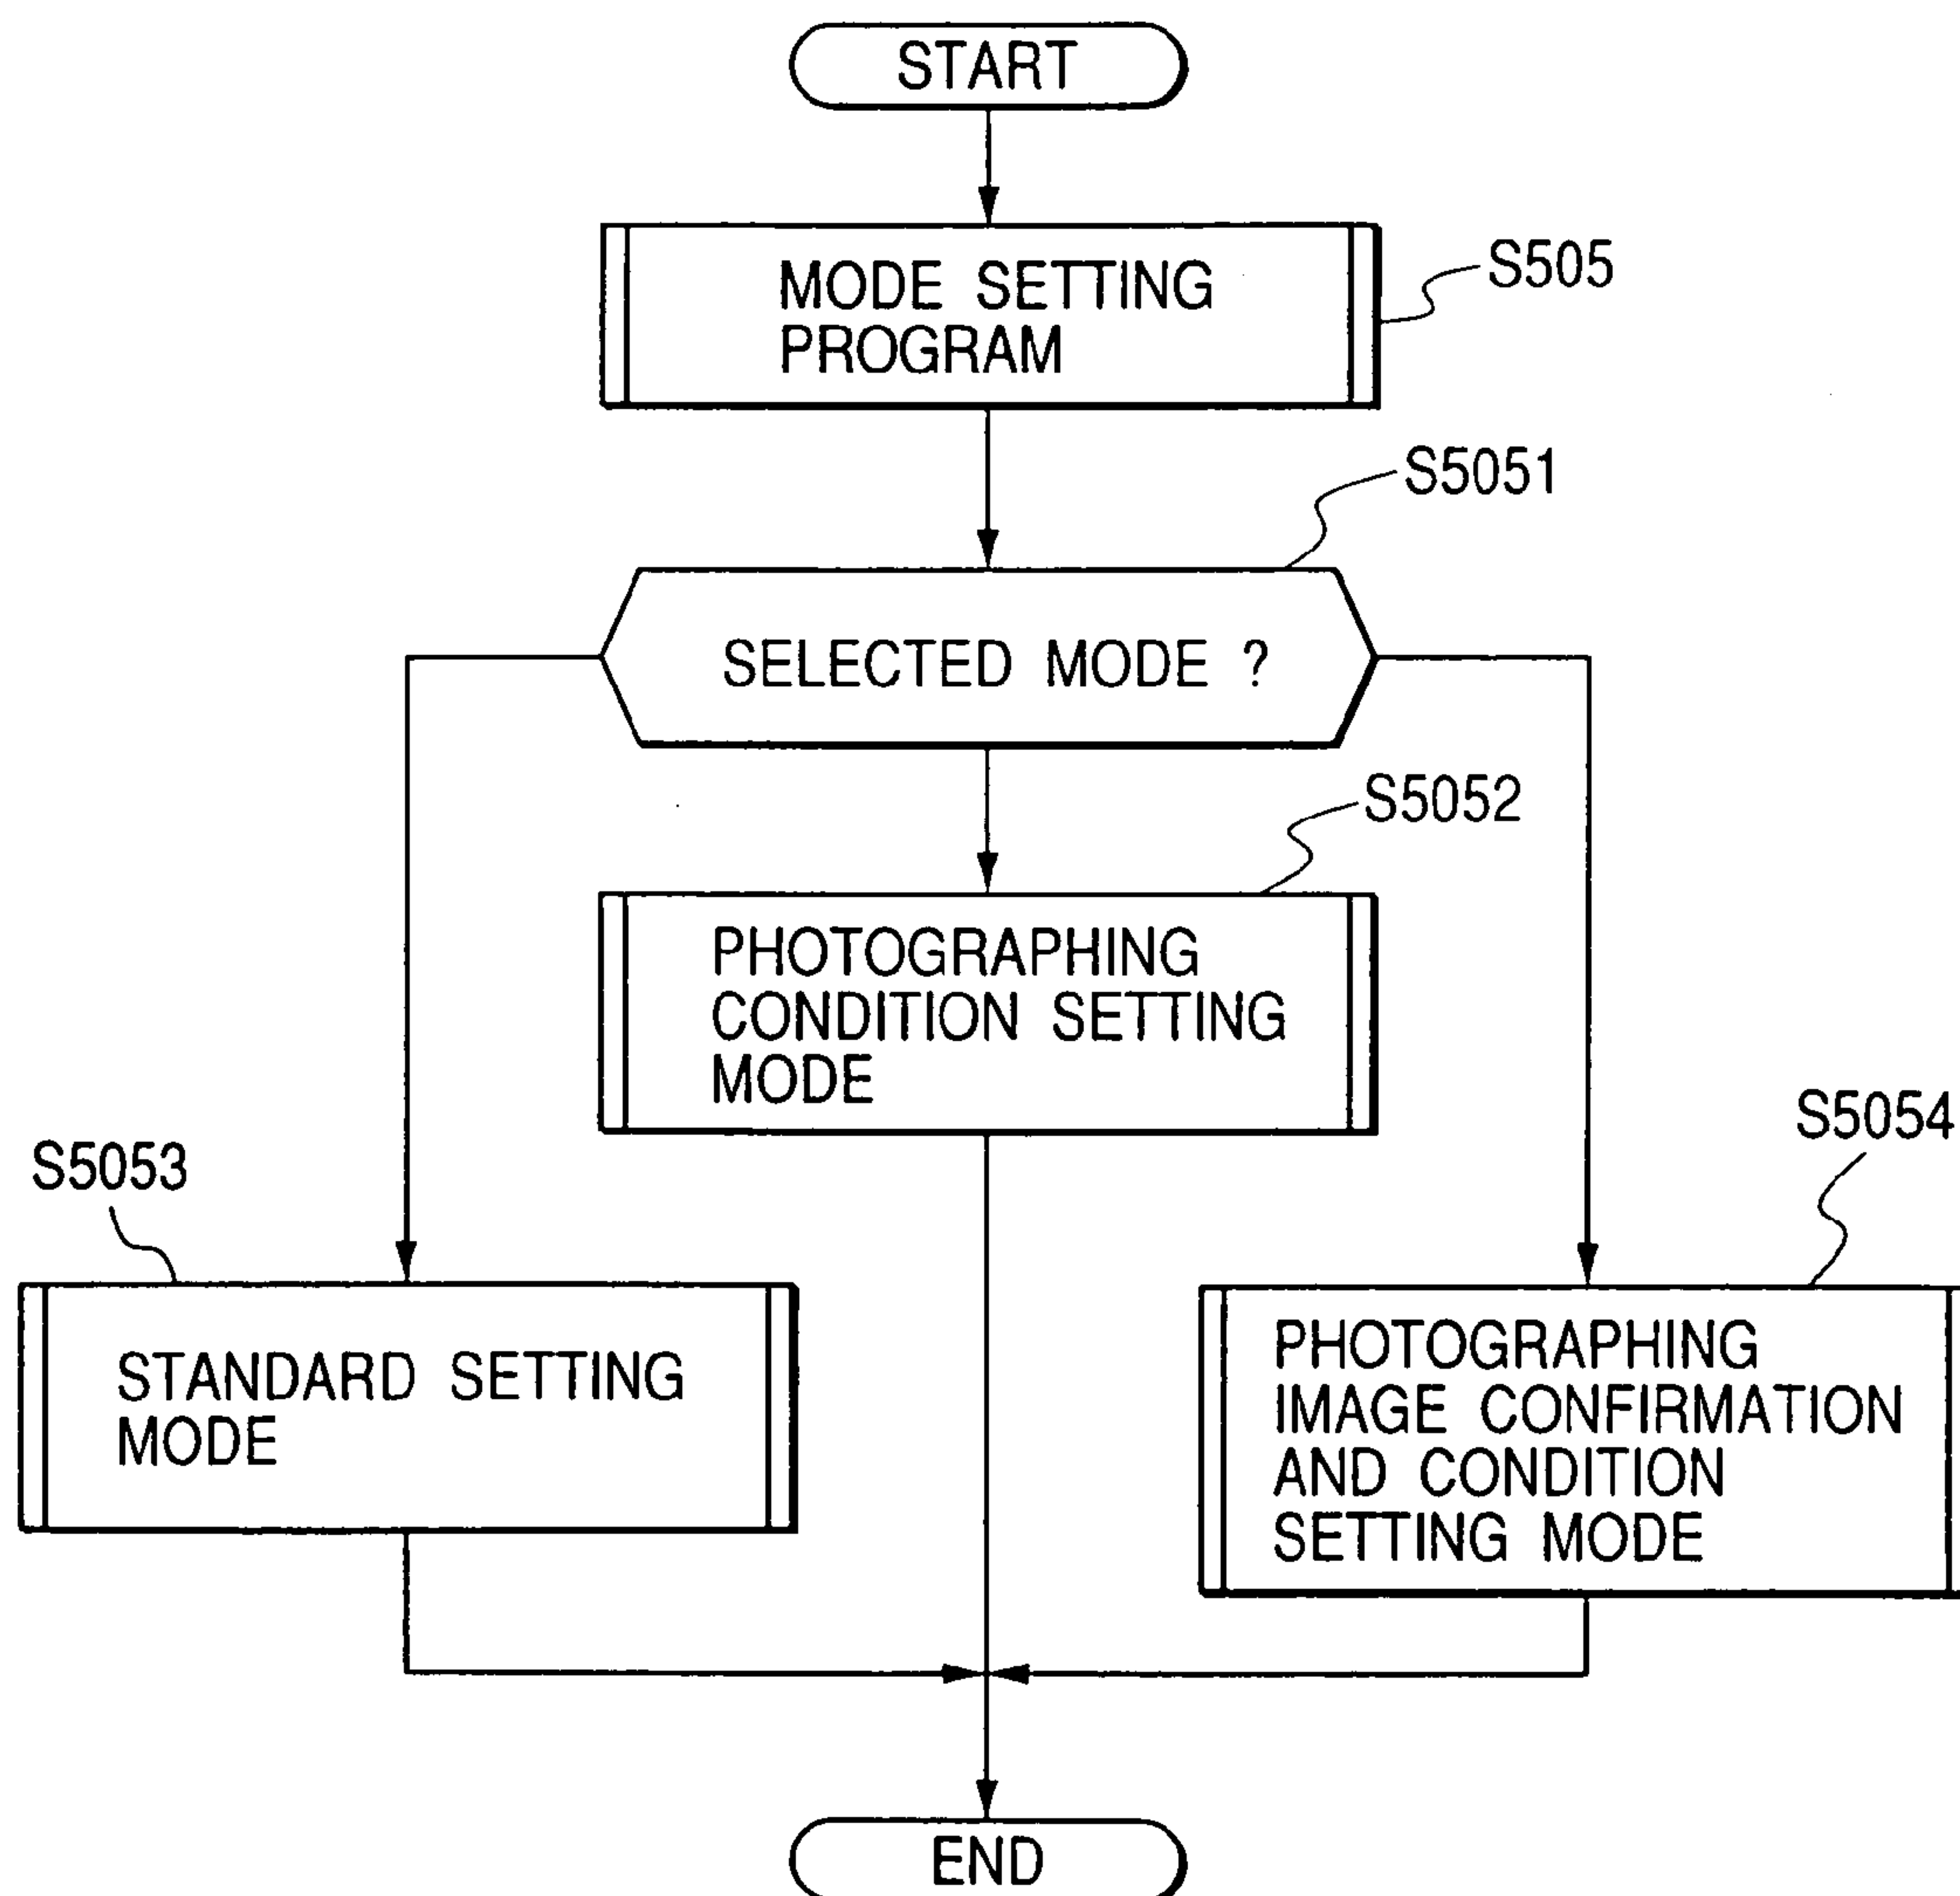 START
MODE SETTING
PROGRAM
S505
S5051
SELECTED MODE ?
S5052
PHOTOGRAPHING
CONDITION SETTING
MODE
S5053
STANDARD SETTING
MODE
S5054
PHOTOGRAPHING
IMAGE CONFIRMATION
AND CONDITION
SETTING MODE
END